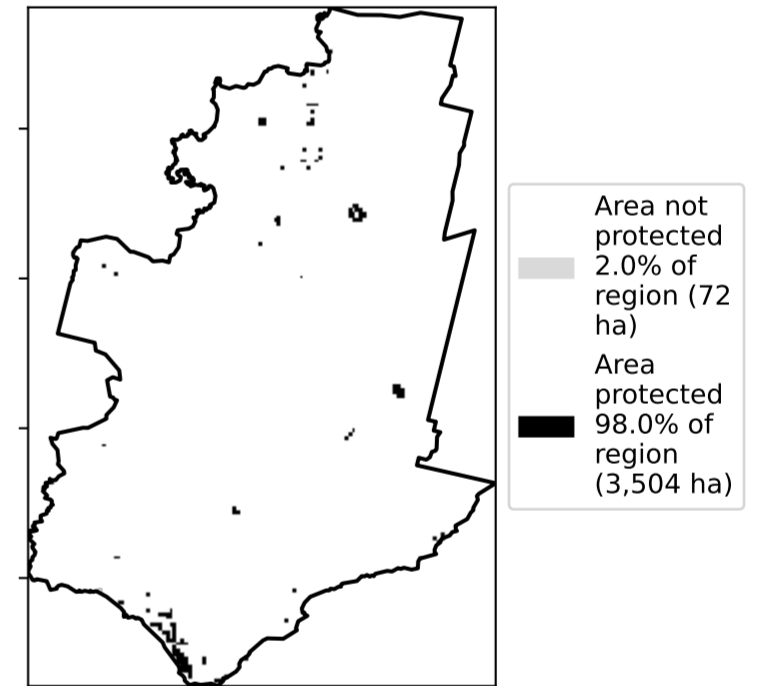 Area not
protected
2.0% of
region (72
ha)
Area
protected
98.0% of
region
(3,504 ha)